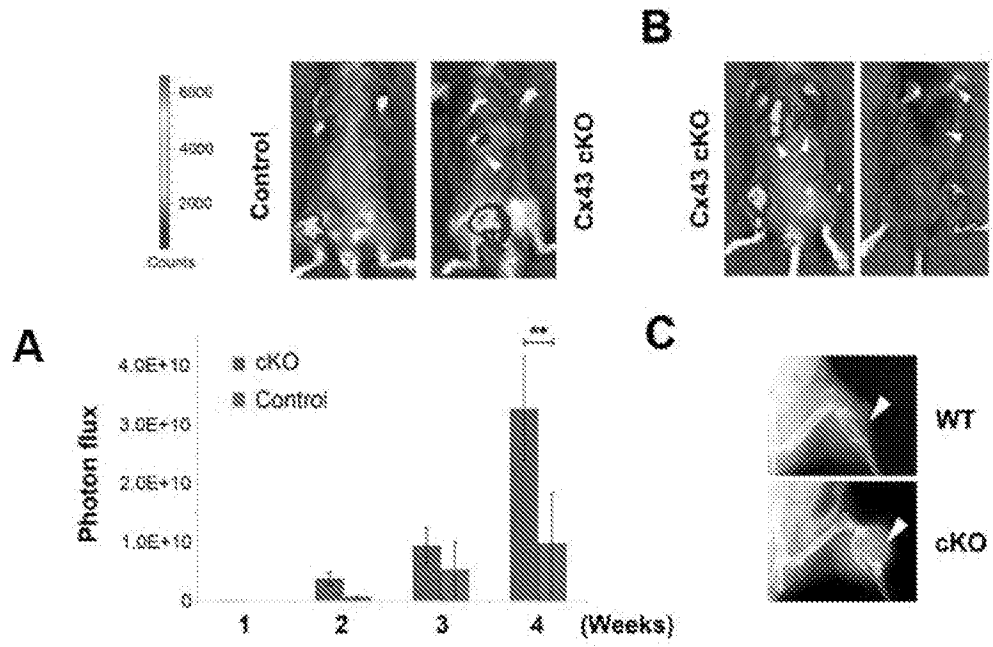 B
6000
4000
2000
Counts
Control
Cx43 cKO
Cx43 cKO
A
C
4.0E+10
3.0E+10
2.0E+10
1.0E+10
0
Photon flux
cKO
Control
**
1
2
3
4
(Weeks)
WT
cKO